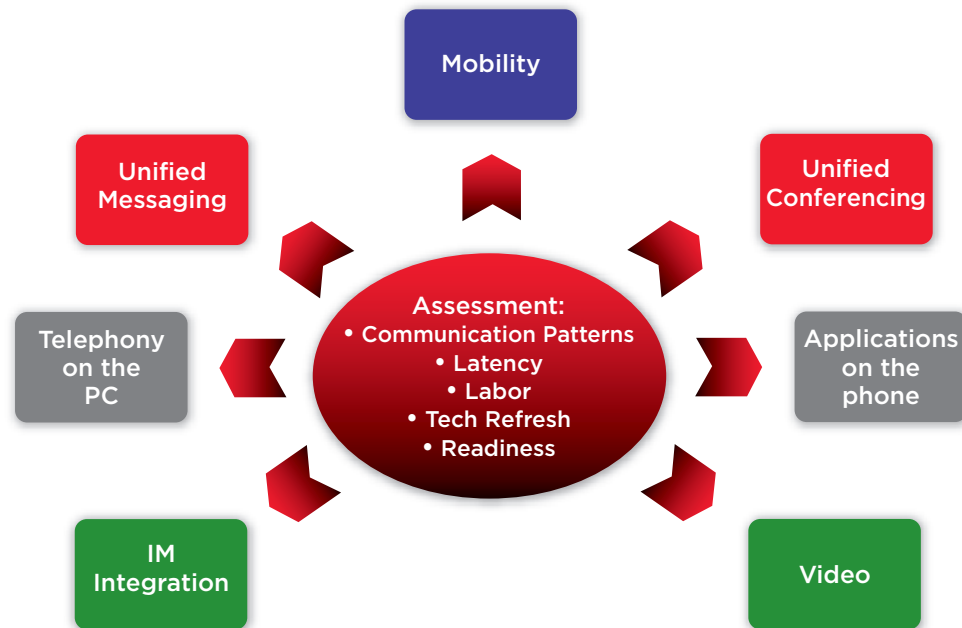 Mobility
Unified
Messaging
Unified
Conferencing
Assessment:
• Communication Patterns
• Latency
• Labor
• Tech Refresh
• Readiness
Telephony
on the
PC
Applications
on the
phone
IM
Integration
Video